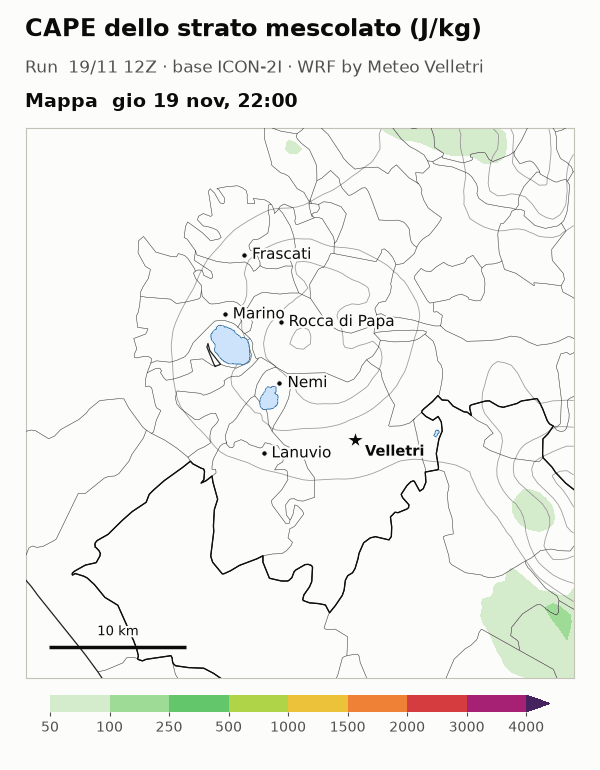 CAPE dello strato mescolato (J/kg)
Run  19/11 12Z · base ICON-2I · WRF by Meteo Velletri
Mappa  gio 19 nov, 22:00
Frascati
Marino
Rocca di Papa
Nemi
Velletri
Lanuvio
10 km
50 100 250 500 1000 1500 2000 3000 4000